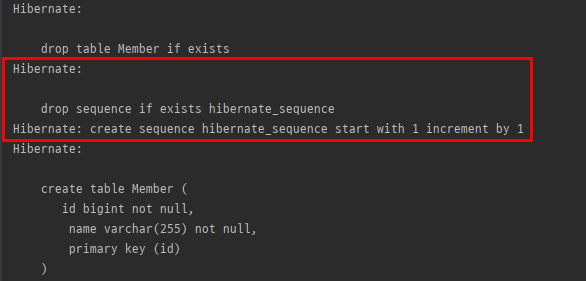 Hibernate:
drop table Member if exists
Hibernate:
drop sequence if exists hibernate_sequence
Hibernate: create sequence hibernate_sequence start with 1 increment by 1
Hibernate:
create table Member (
id bigint not null,
name varchar(255) not null,
primary key (id)
)